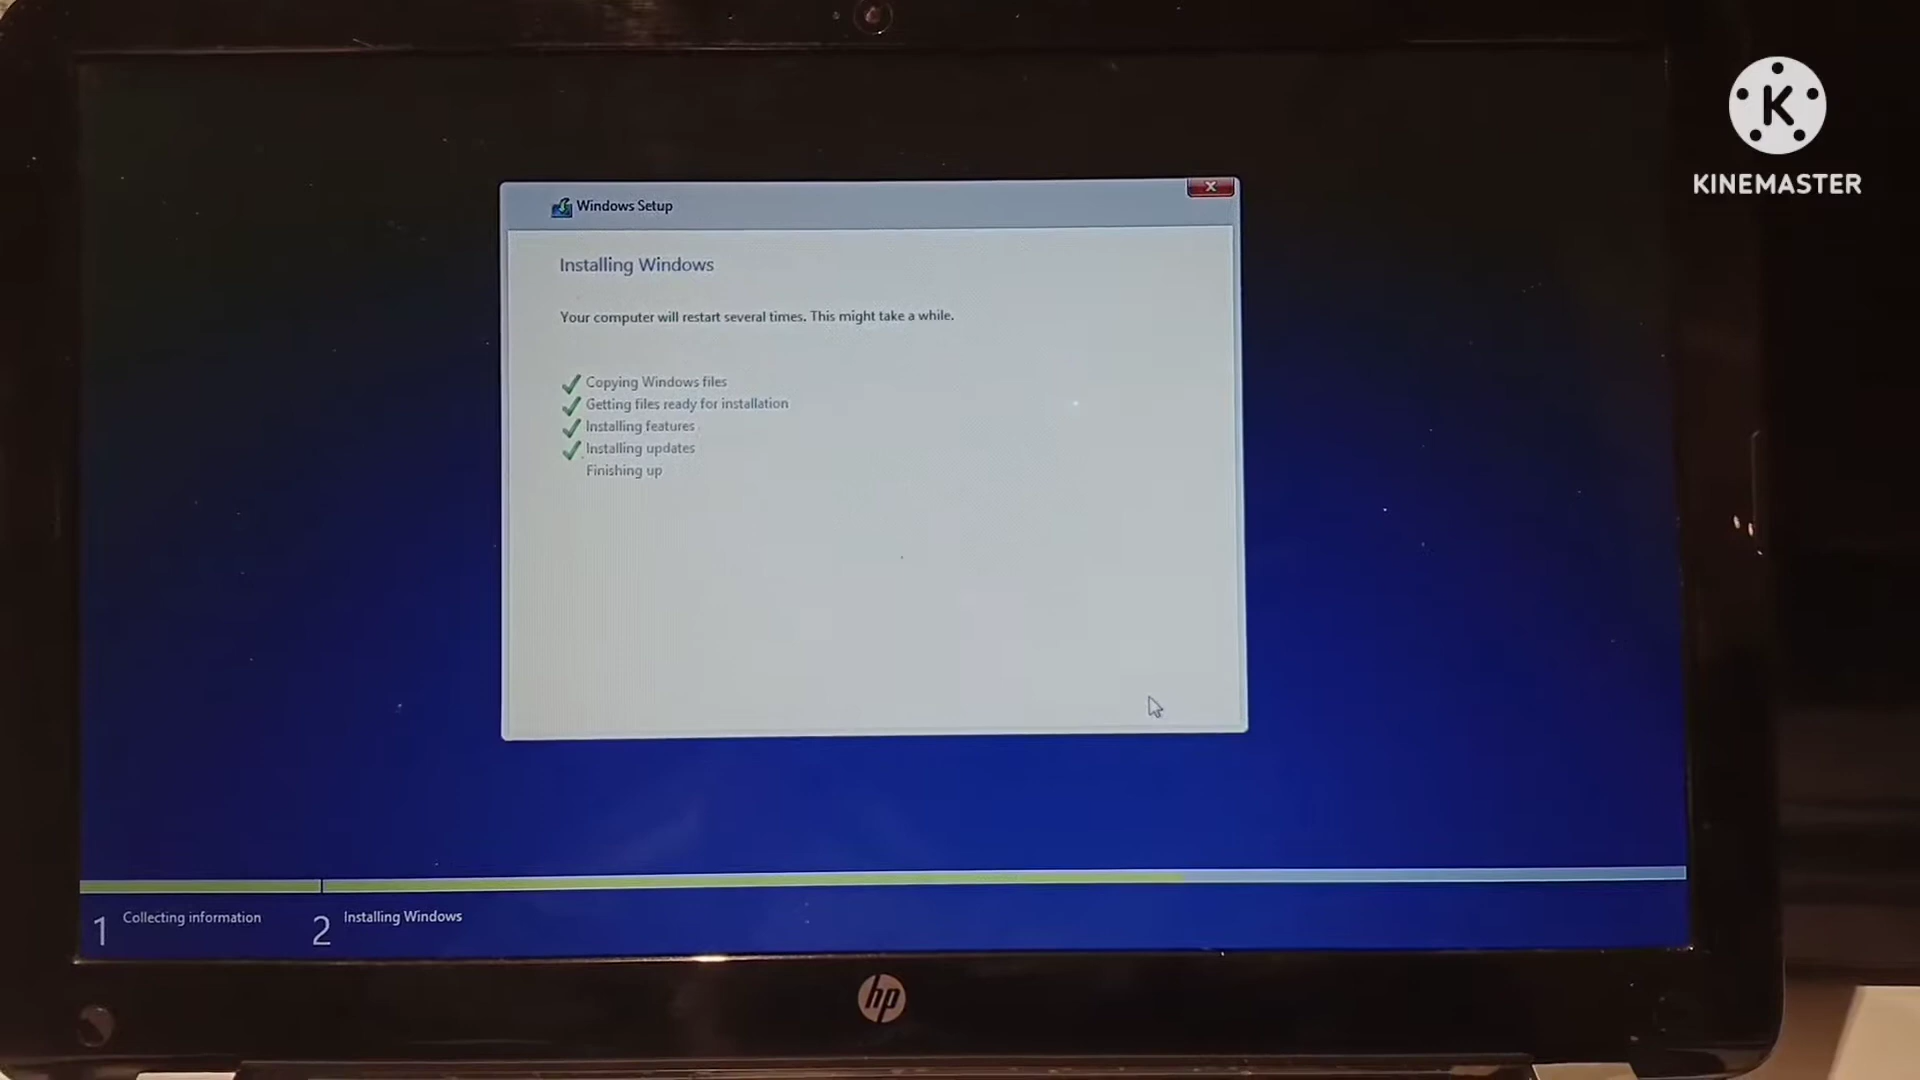 K
KINEMASTER
Windows Setup
Installing Windows
Your computer will restart several times. This might take a while.
Copying Windows files
Getting files ready for installation
Installing features
Installing updates
Finishing up
1 Collecting information
2 Installing Windows
hp